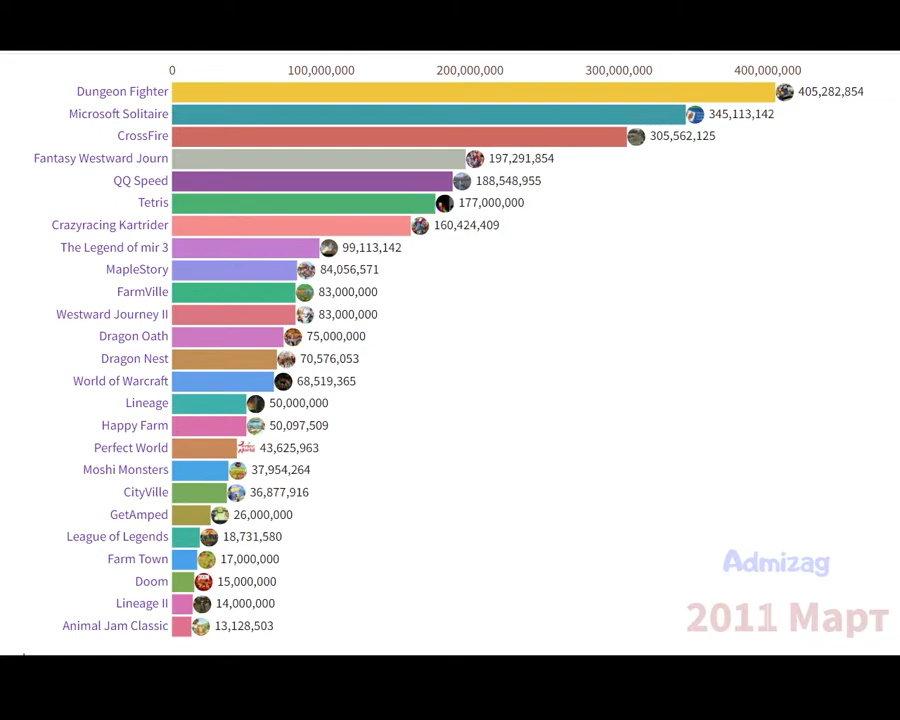 0 100,000,000 200,000,000 300,000,000 400,000,000
Dungeon Fighter 405,282,854
Microsoft Solitaire 345,113,142
CrossFire 305,562,125
Fantasy Westward Journ 197,291,854
QQ Speed 188,548,955
Tetris 177,000,000
Crazyracing Kartrider 160,424,409
The Legend of mir 3 99,113,142
MapleStory 84,056,571
FarmVille 83,000,000
Westward Journey II 83,000,000
Dragon Oath 75,000,000
Dragon Nest 70,576,053
World of Warcraft 68,519,365
Lineage 50,000,000
Happy Farm 50,097,509
Perfect World 43,625,963
Moshi Monsters 37,954,264
CityVille 36,877,916
GetAmped 26,000,000
League of Legends 18,731,580
Farm Town 17,000,000
Doom 15,000,000
Lineage II 14,000,000
Animal Jam Classic 13,128,503
Admizag
2011 Март